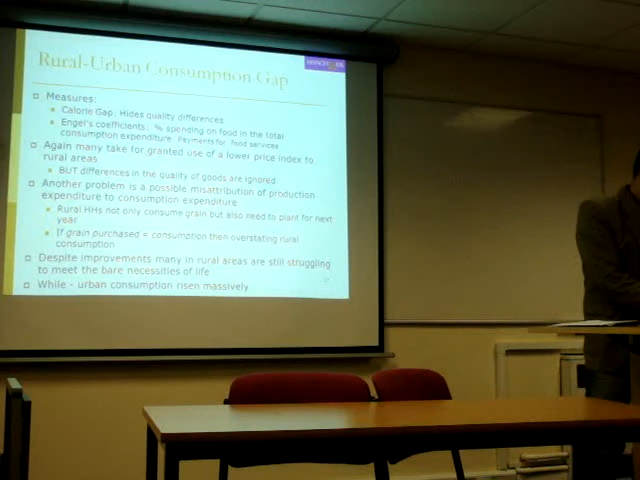 Rural-Urban Consumption Gap
Measures:
Calorie Gap: Hides quality differences
Engel's coefficients: % spending on food in the total
consumption expenditure: Payments for food services
Again many take for granted use of a lower price index to
rural areas
BUT differences in the quality of goods are ignored
Another problem is a possible misattribution of production
expenditure to consumption expenditure
Rural HHs not only consume grain but also need to plant for next
year
If grain purchased = consumption then overstating rural
consumption
Despite improvements many in rural areas are still struggling
to meet the bare necessities of life
While - urban consumption risen massively